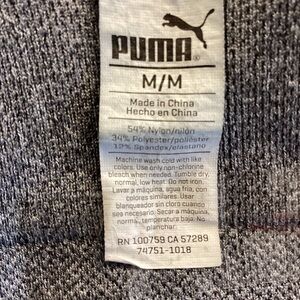 PUMA®
M/M
Made in China
Hecho en China
54% Nylon/nilón
34% Polyester/poliéster
12% Spandex/elastano
Machine wash cold with like
colors. Use only non-chlorine
bleach when needed. Tumble dry,
normal, low heat. Do not iron.
Lavar a máquina, agua fria, con
colores similares. Usar
blanqueador sin cloro cuando
sea necesario. Secar a máquina,
normal, temperatura baja. No
planchar.
RN 100759 CA 57289
74751-1018